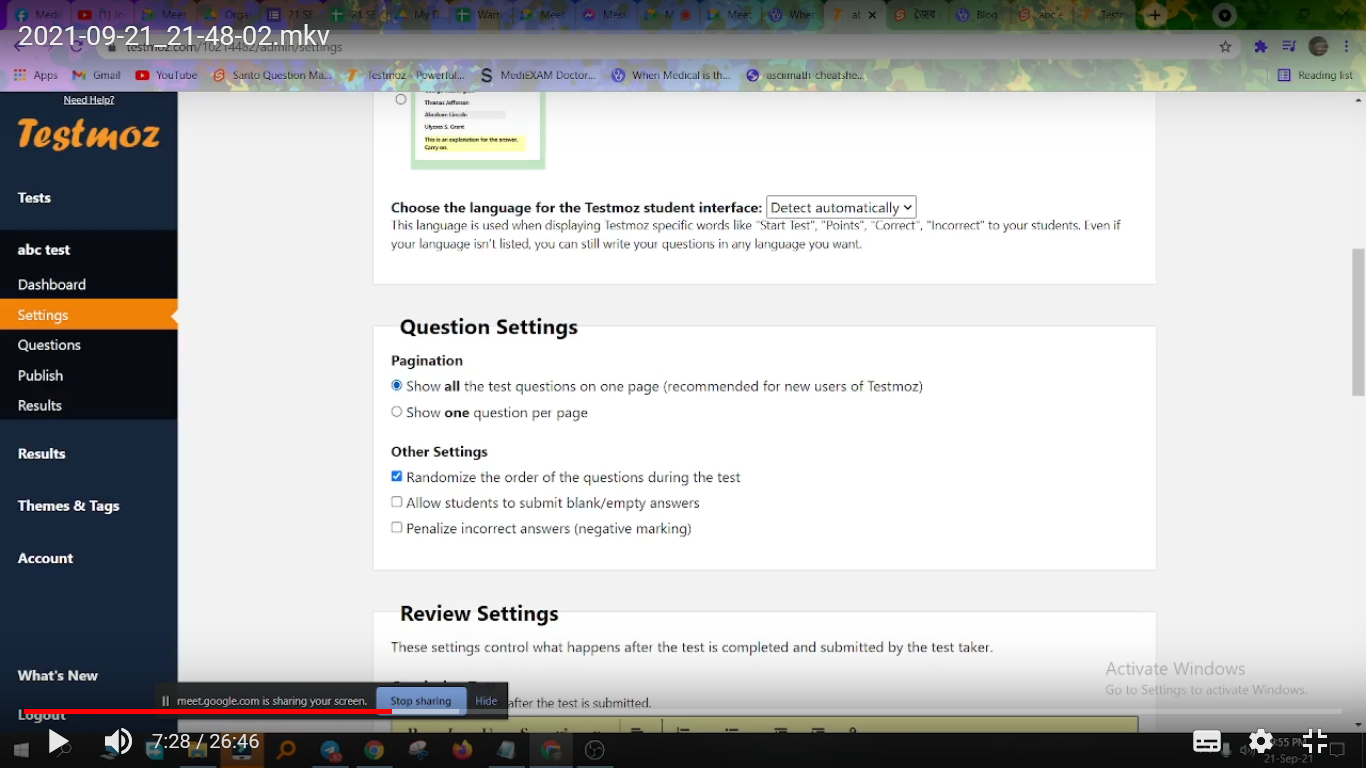 Medi
(1) Jo
Meet
Orga
21 SE
21 SE
My D
Warr
Meet
Mess
M
Meet
Wher
al
Blog
abc e
Testm
2021-09-21_21-48-02.mkv
testmoz.com/10214462/admin/settings
Apps
Gmail
YouTube
Santo Question Ma...
Testmoz - Powerful...
MediEXAM Doctor...
When Medical is th...
asciimath cheatshe...
Reading list
Need Help?
Testmoz
Tests
abc test
Dashboard
Settings
Questions
Publish
Results
Results
Themes & Tags
Account
What's New
Logout
Thomas Jefferson
Abraham Lincoln
Ulysses S. Grant
This is an explanation for the answer.
Carry on.
Choose the language for the Testmoz student interface: Detect automatically
This language is used when displaying Testmoz specific words like "Start Test", "Points", "Correct", "Incorrect" to your students. Even if
your language isn't listed, you can still write your questions in any language you want.
Question Settings
Pagination
Show all the test questions on one page (recommended for new users of Testmoz)
Show one question per page
Other Settings
Randomize the order of the questions during the test
Allow students to submit blank/empty answers
Penalize incorrect answers (negative marking)
Review Settings
These settings control what happens after the test is completed and submitted by the test taker.
after the test is submitted.
Activate Windows
Go to Settings to activate Windows.
meet.google.com is sharing your screen.
Stop sharing
Hide
7:28 / 26:46
:55 PM
21-Sep-21